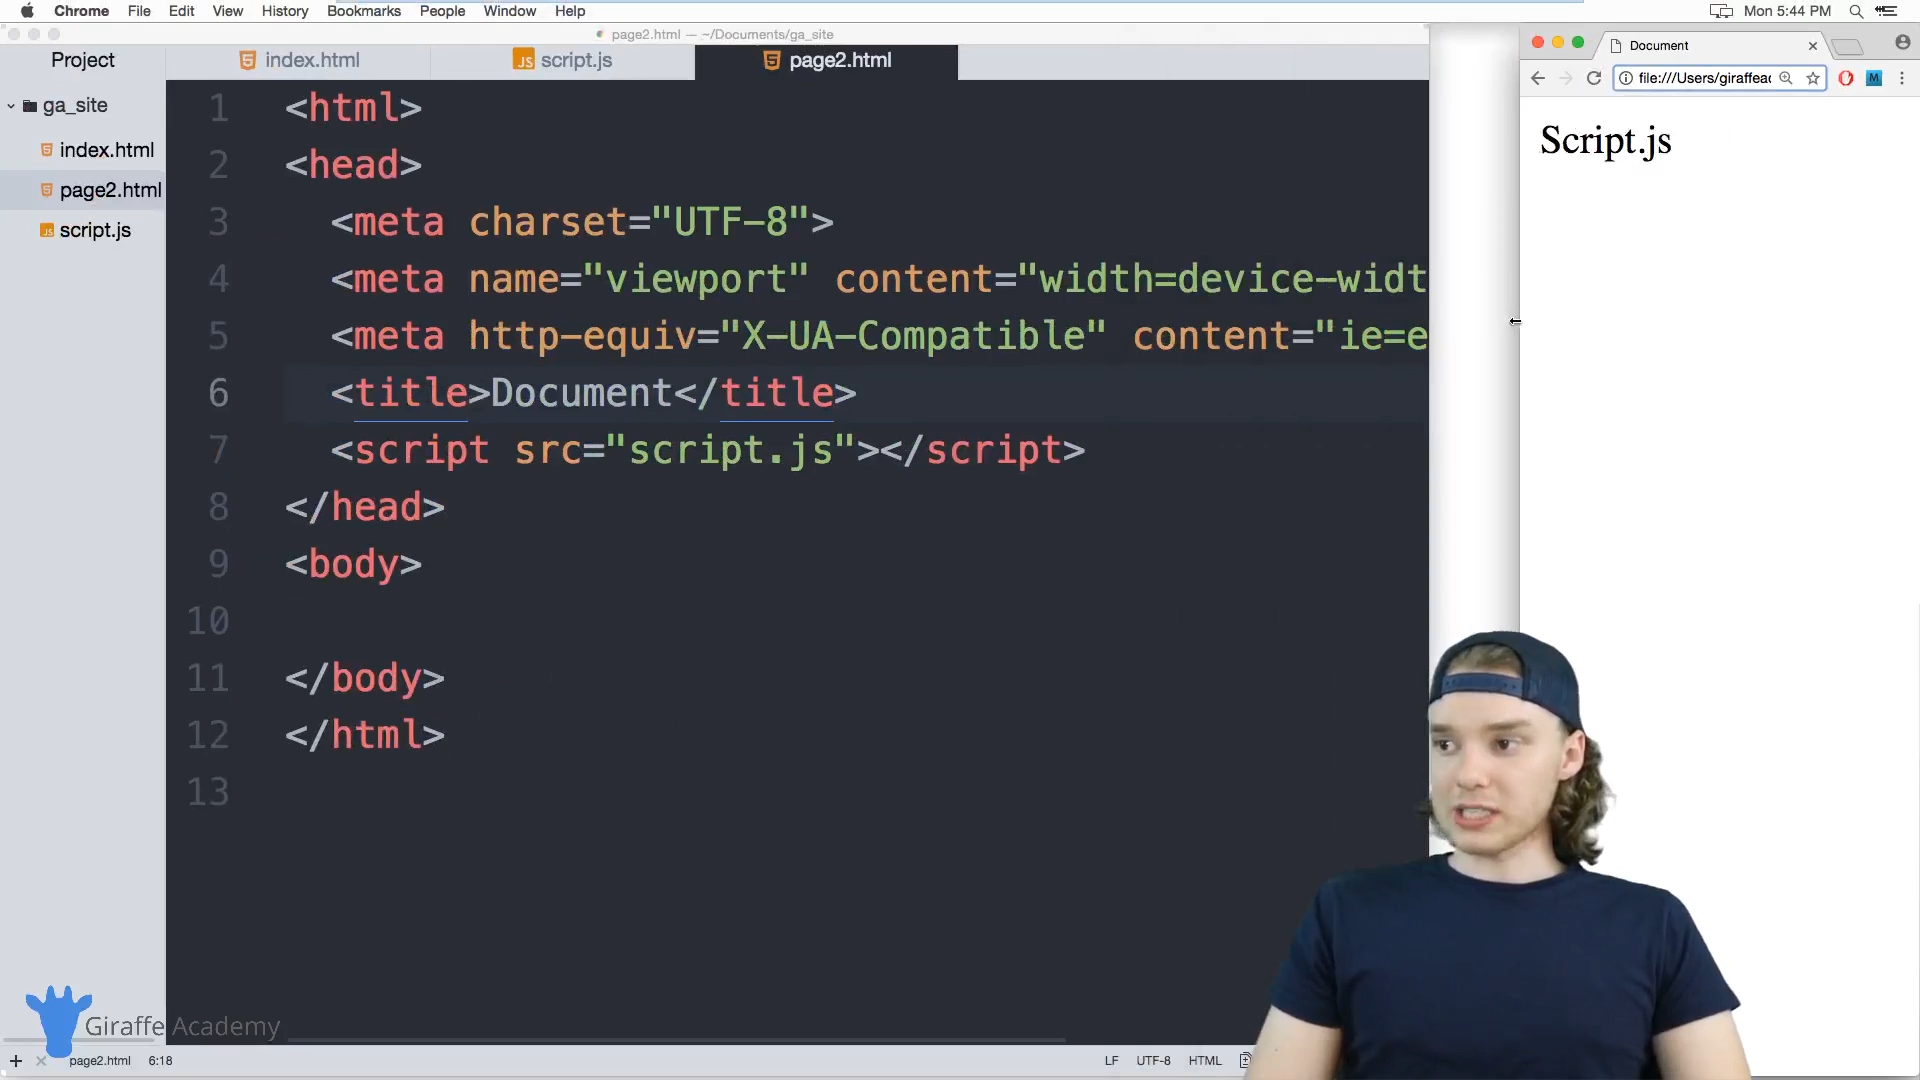 Chrome File Edit View History Bookmarks People Window Help
Mon 5:44 PM
page2.html — ~/Documents/ga_site
Project
index.html
script.js
page2.html
ga_site
index.html
page2.html
script.js
1 <html>
2 <head>
3 <meta charset="UTF-8">
4 <meta name="viewport" content="width=device-widt
5 <meta http-equiv="X-UA-Compatible" content="ie=e
6 <title>Document</title>
7 <script src="script.js"></script>
8 </head>
9 <body>
10
11 </body>
12 </html>
13
Document
file:///Users/giraffeac
Script.js
Giraffe Academy
page2.html 6:18
LF UTF-8 HTML